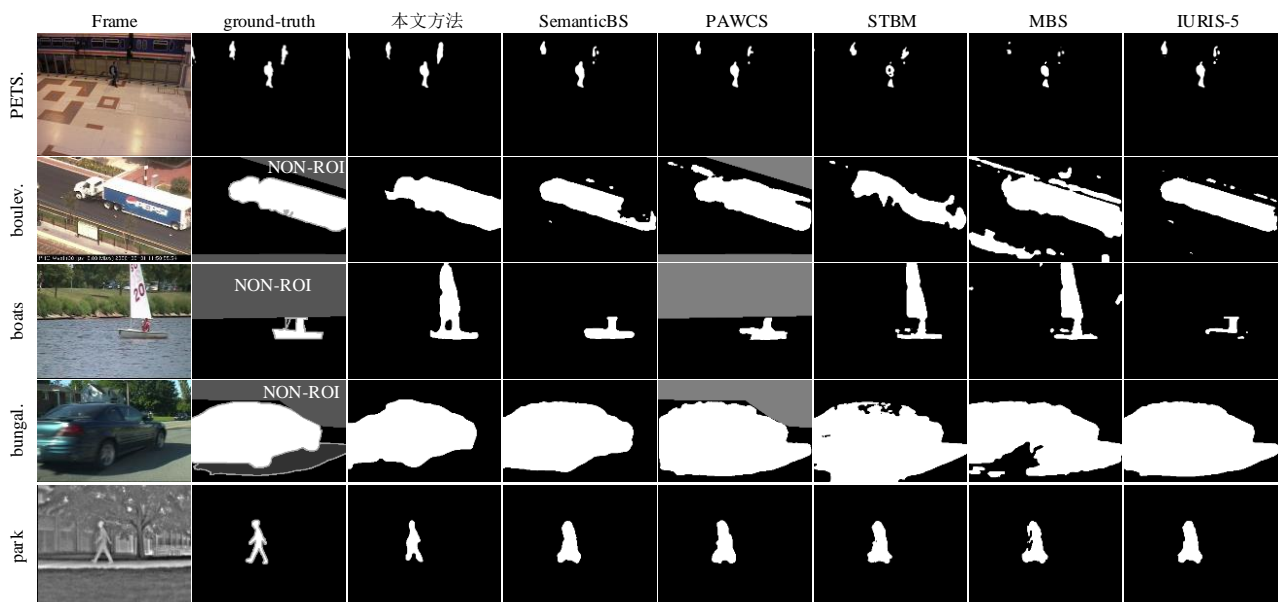 Frame ground-truth 本文方法 SemanticBS PAWCS STBM MBS IURIS-5
PETS.
boulev.
NON-ROI
boats
NON-ROI
20
bungal.
NON-ROI
park